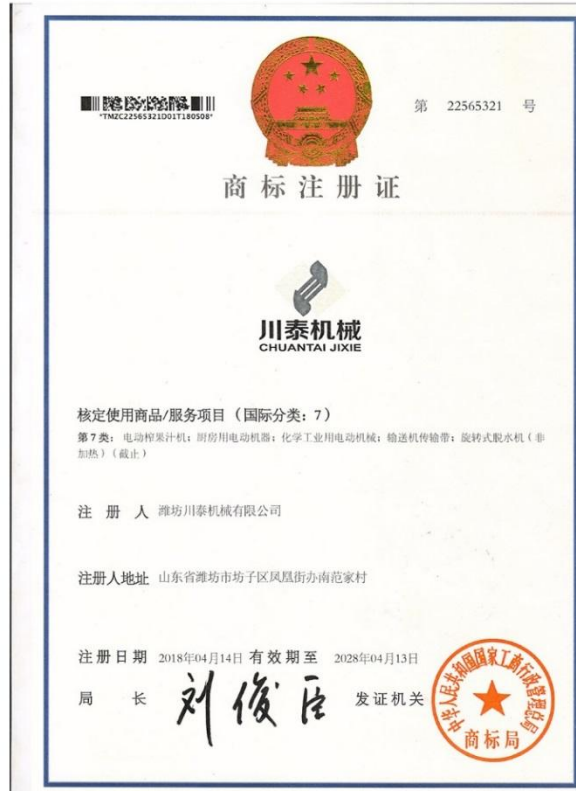 第 22565321 号
*TMZC22565321D01T180508*
商标注册证
川泰机械
CHUANTAI JIXIE
核定使用商品/服务项目（国际分类：7）
第7类：电动榨果汁机；厨房用电动机器；化学工业用电动机械；输送机传输带；旋转式脱水机（非
加热）（截止）
注册人 潍坊川泰机械有限公司
注册人地址 山东省潍坊市坊子区凤凰街办南范家村
注册日期 2018年04月14日 有效期至 2028年04月13日
局长 刘俊臣 发证机关
中华人民共和国国家工商行政管理总局
商标局